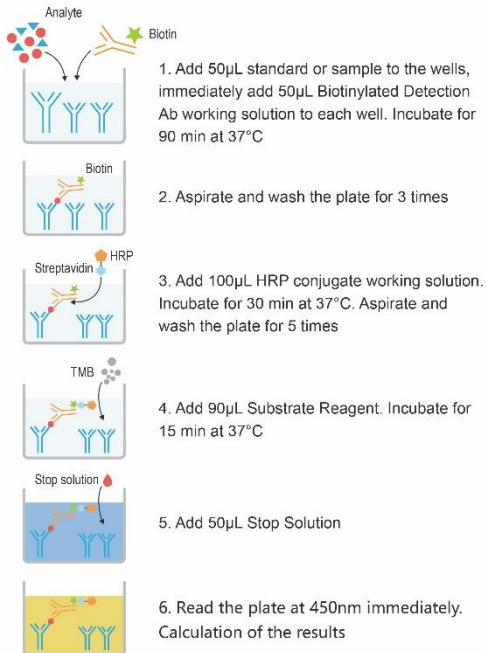 Analyte
Biotin
1. Add 50µL standard or sample to the wells,
immediately add 50µL Biotinylated Detection
Ab working solution to each well. Incubate for
90 min at 37°C
Biotin
2. Aspirate and wash the plate for 3 times
HRP
Streptavidin
3. Add 100µL HRP conjugate working solution.
Incubate for 30 min at 37°C. Aspirate and
wash the plate for 5 times
TMB
4. Add 90µL Substrate Reagent. Incubate for
15 min at 37°C
Stop solution
5. Add 50µL Stop Solution
6. Read the plate at 450nm immediately.
Calculation of the results